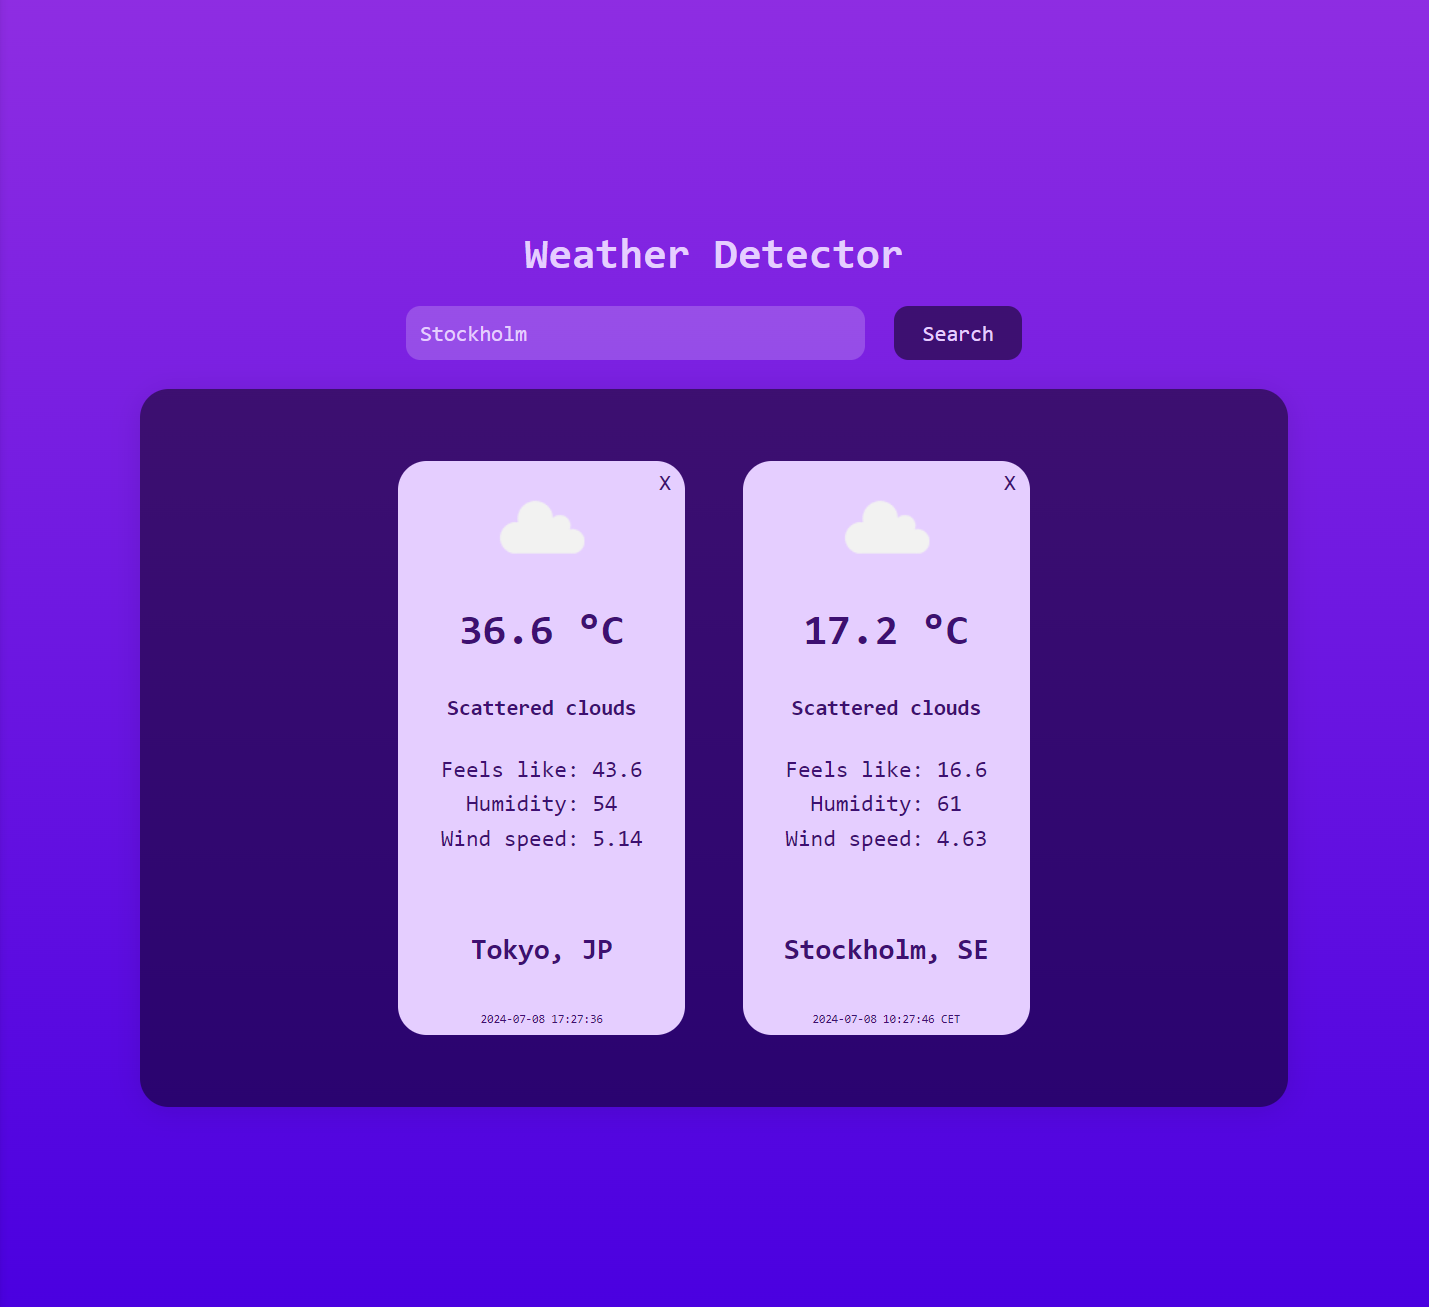 Weather Detector
Stockholm
Search
X
36.6 °C
Scattered clouds
Feels like: 43.6
Humidity: 54
Wind speed: 5.14
Tokyo, JP
2024-07-08 17:27:36
X
17.2 °C
Scattered clouds
Feels like: 16.6
Humidity: 61
Wind speed: 4.63
Stockholm, SE
2024-07-08 10:27:46 CET